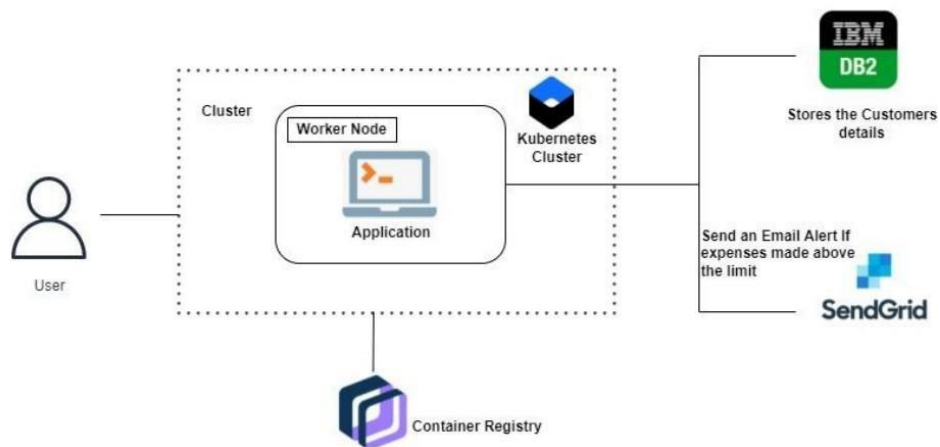 IBM
DB2
Stores the Customers
details
Cluster
Worker Node
Kubernetes
Cluster
Application
User
Send an Email Alert If
expenses made above
the limit
SendGrid
Container Registry